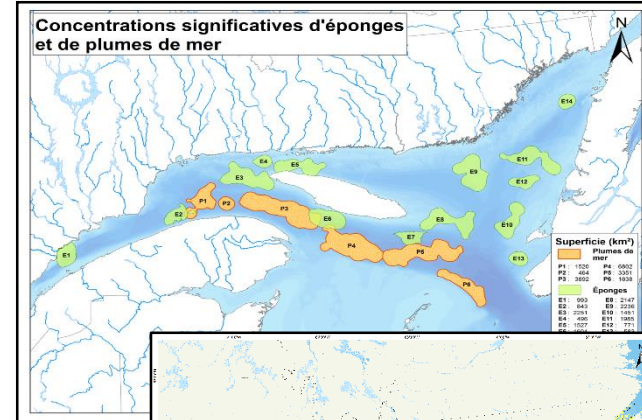 Concentrations significatives d'éponges
et de plumes de mer
N
E14
E4
E5
E11
E3
E9
E12
P1
P2
P3
E2
E6
E8
E10
E7
P4
P5
E1
E13
P6
Superficie (km²)
Plumes de
mer
P1 : 1526 P4 : 6802
P2 : 464 P5 : 3351
P3 : 3892 P6 : 1838
Éponges
E1 : 993 E8 : 2147
E2 : 843 E9 : 2236
E3 : 2251 E10 : 1451
E4 : 496 E11 : 1985
E5 : 1527 E12 : 771